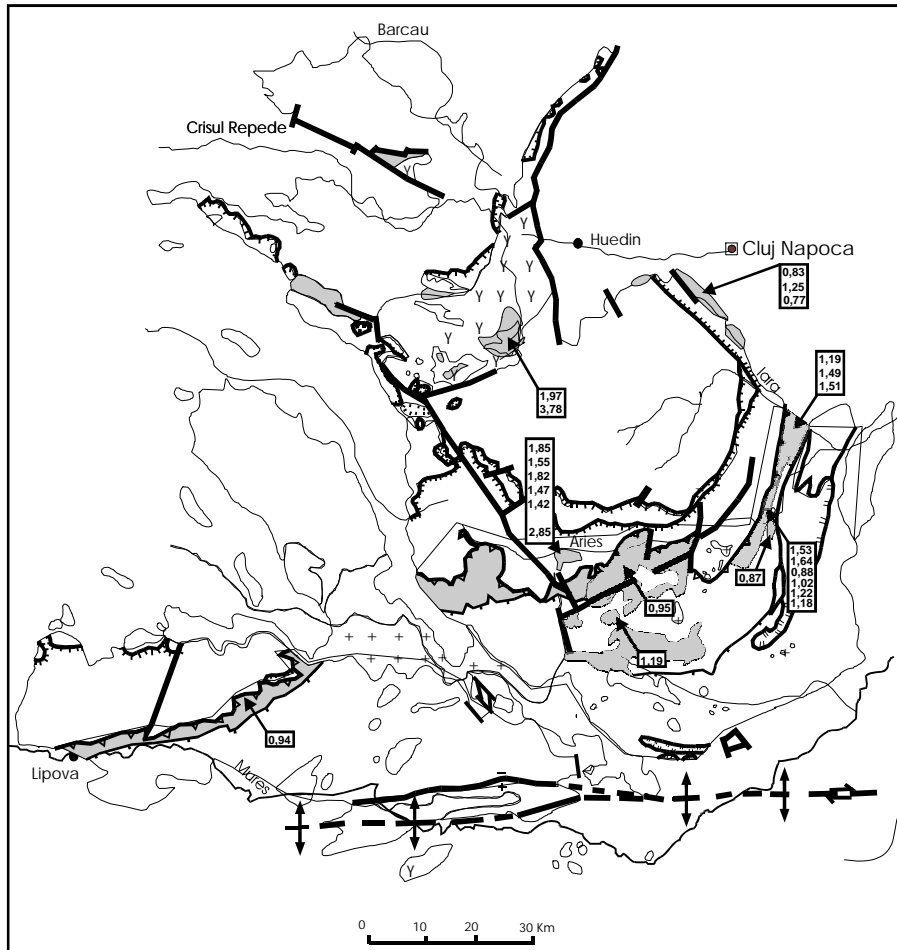 Barcau
Crisul Repede
Huedin
Cluj Napoca
0,83
1,25
0,77
Iara
1,19
1,49
1,51
1,97
3,78
1,85
1,55
1,82
1,47
1,42
2,85
Aries
1,53
1,64
0,88
1,02
1,22
1,18
0,87
0,95
1,19
0,94
Lipova
Mures
0 10 20 30 Km